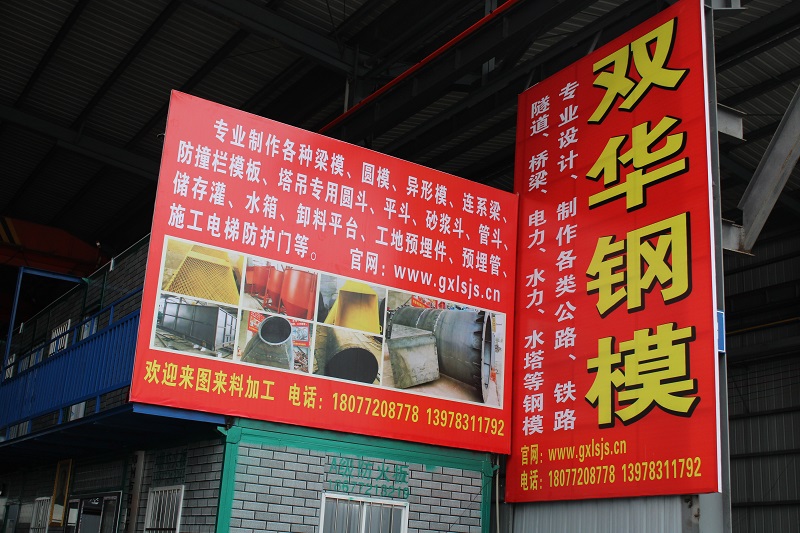 专业制作各种梁模、圆模、异形模、连系梁、
防撞栏模板、塔吊专用圆斗、平斗、砂浆斗、管斗、
储存灌、水箱、卸料平台、工地预埋件、预埋管、
施工电梯防护门等。 官网：www.gxlsjs.cn
欢迎来图来料加工 电话：18077208778 13978311792
双华钢模
专业设计、制作各类公路、铁路
隧道、桥梁、电力、水力、水塔等钢模
官网：www.gxlsjs.cn
电话：18077208778 13978311792